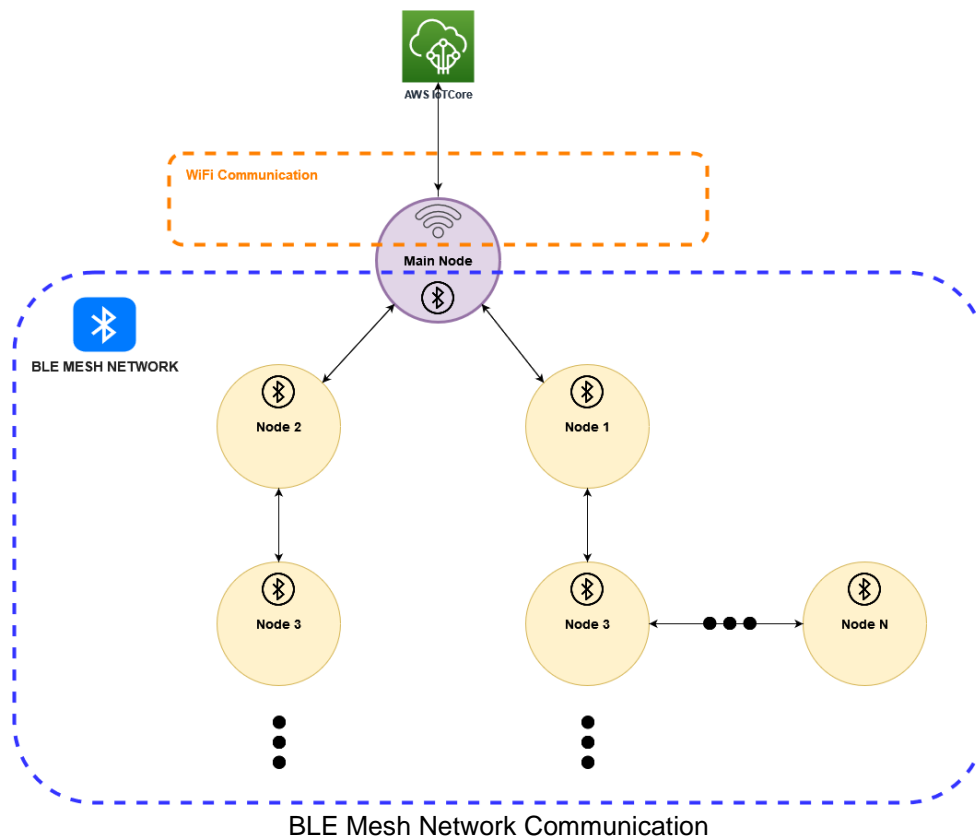 AWS IoTCore
WiFi Communication
Main Node
BLE MESH NETWORK
Node 2
Node 1
Node 3
Node 3
Node N
BLE Mesh Network Communication